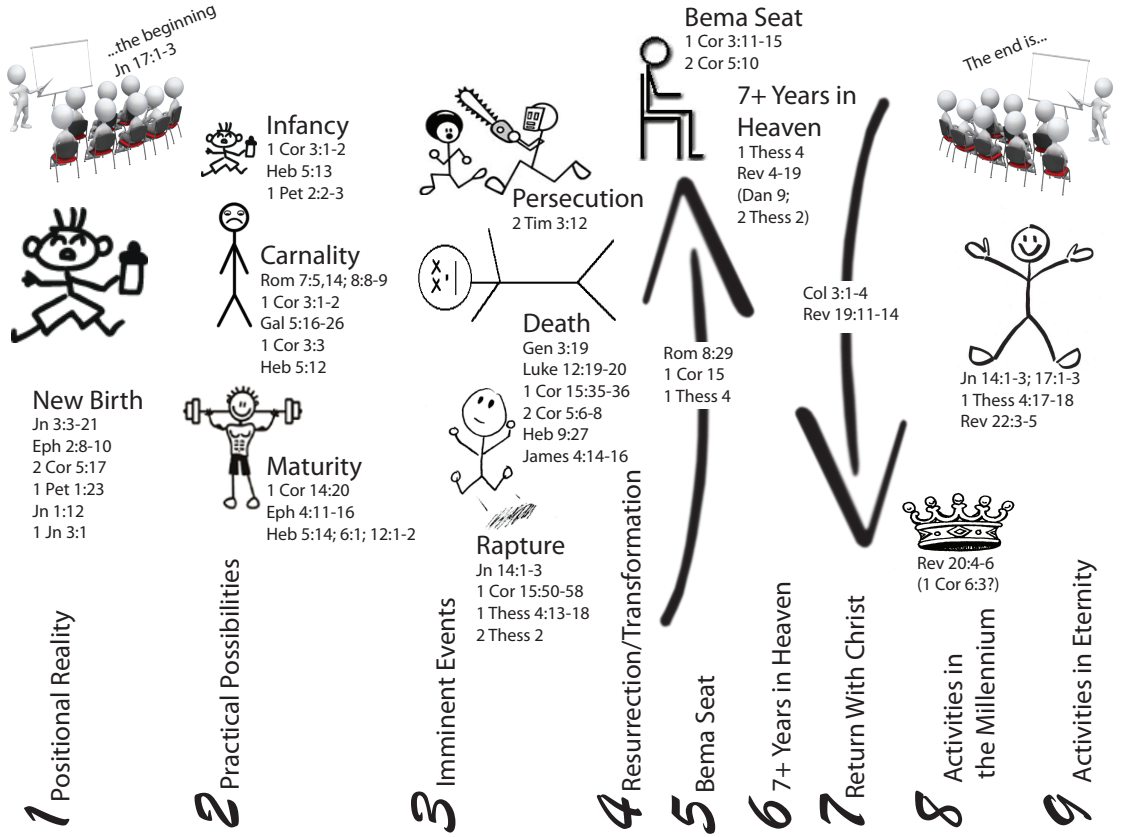 ...the beginning
Jn 17:1-3
New Birth
Jn 3:3-21
Eph 2:8-10
2 Cor 5:17
1 Pet 1:23
Jn 1:12
1 Jn 3:1
Infancy
1 Cor 3:1-2
Heb 5:13
1 Pet 2:2-3
Carnality
Rom 7:5,14; 8:8-9
1 Cor 3:1-2
Gal 5:16-26
1 Cor 3:3
Heb 5:12
Maturity
1 Cor 14:20
Eph 4:11-16
Heb 5:14; 6:1; 12:1-2
Persecution
2 Tim 3:12
Death
Gen 3:19
Luke 12:19-20
1 Cor 15:35-36
2 Cor 5:6-8
Heb 9:27
James 4:14-16
Rapture
Jn 14:1-3
1 Cor 15:50-58
1 Thess 4:13-18
2 Thess 2
Rom 8:29
1 Cor 15
1 Thess 4
Bema Seat
1 Cor 3:11-15
2 Cor 5:10
7+ Years in
Heaven
1 Thess 4
Rev 4-19
(Dan 9;
2 Thess 2)
Col 3:1-4
Rev 19:11-14
Rev 20:4-6
(1 Cor 6:3?)
The end is...
Jn 14:1-3; 17:1-3
1 Thess 4:17-18
Rev 22:3-5
1 Positional Reality
2 Practical Possibilities
3 Imminent Events
4 Resurrection/Transformation
5 Bema Seat
6 7+ Years in Heaven
7 Return With Christ
8 Activities in
the Millennium
9 Activities in Eternity